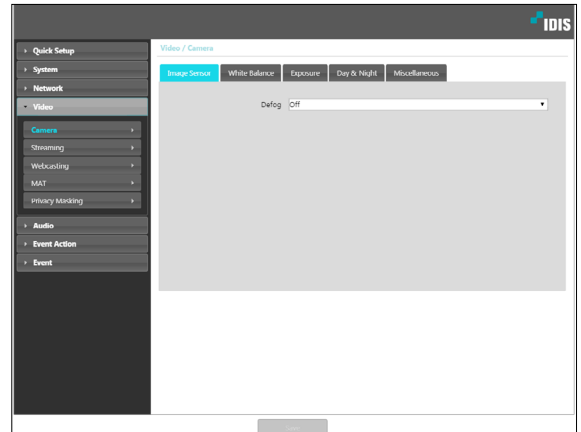 IDIS
Quick Setup
System
Network
Video
Camera
Streaming
Webcasting
MAT
Privacy Masking
Audio
Event Action
Event
Video / Camera
Image Sensor White Balance Exposure Day & Night Miscellaneous
Defog Off